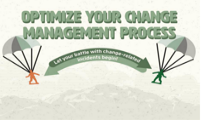 OPTIMIZE YOUR CHANGE
MANAGEMENT PROCESS
Let your battle with change-related
incidents begin!